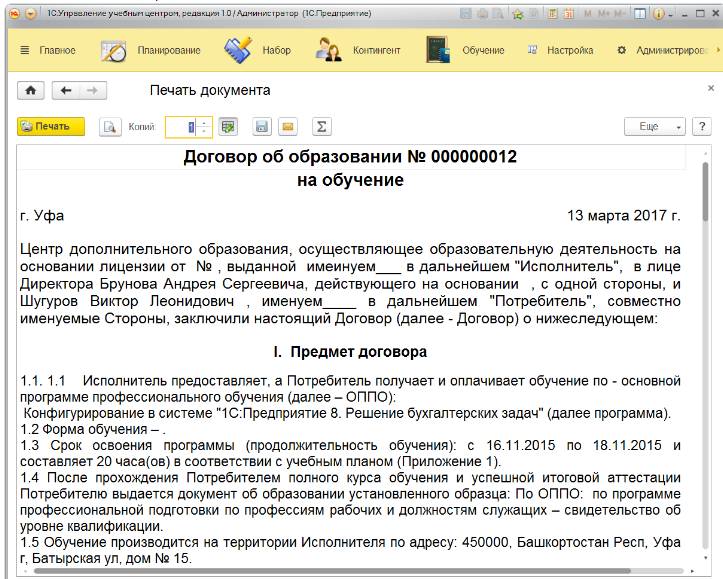 1С:Управление учебным центром, редакция 1.0 / Администратор (1С:Предприятие)
M M+ M-
Главное Планирование Набор Контингент Обучение Настройка Администриров
Печать документа
Печать Копий: 1 Σ Еще ?
Договор об образовании № 000000012
на обучение
г. Уфа 13 марта 2017 г.
Центр дополнительного образования, осуществляющее образовательную деятельность на
основании лицензии от № , выданной имеинуем___ в дальнейшем "Исполнитель", в лице
Директора Брунова Андрея Сергеевича, действующего на основании , с одной стороны, и
Шугуров Виктор Леонидович , именуем____ в дальнейшем "Потребитель", совместно
именуемые Стороны, заключили настоящий Договор (далее - Договор) о нижеследующем:
I. Предмет договора
1.1. 1.1 Исполнитель предоставляет, а Потребитель получает и оплачивает обучение по - основной
программе профессионального обучения (далее – ОППО):
Конфигурирование в системе "1С:Предприятие 8. Решение бухгалтерских задач" (далее программа).
1.2 Форма обучения – .
1.3 Срок освоения программы (продолжительность обучения): с 16.11.2015 по 18.11.2015 и
составляет 20 часа(ов) в соответствии с учебным планом (Приложение 1).
1.4 После прохождения Потребителем полного курса обучения и успешной итоговой аттестации
Потребителю выдается документ об образовании установленного образца: По ОППО: по программе
профессиональной подготовки по профессиям рабочих и должностям служащих – свидетельство об
уровне квалификации.
1.5 Обучение производится на территории Исполнителя по адресу: 450000, Башкортостан Респ, Уфа
г, Батырская ул, дом № 15.